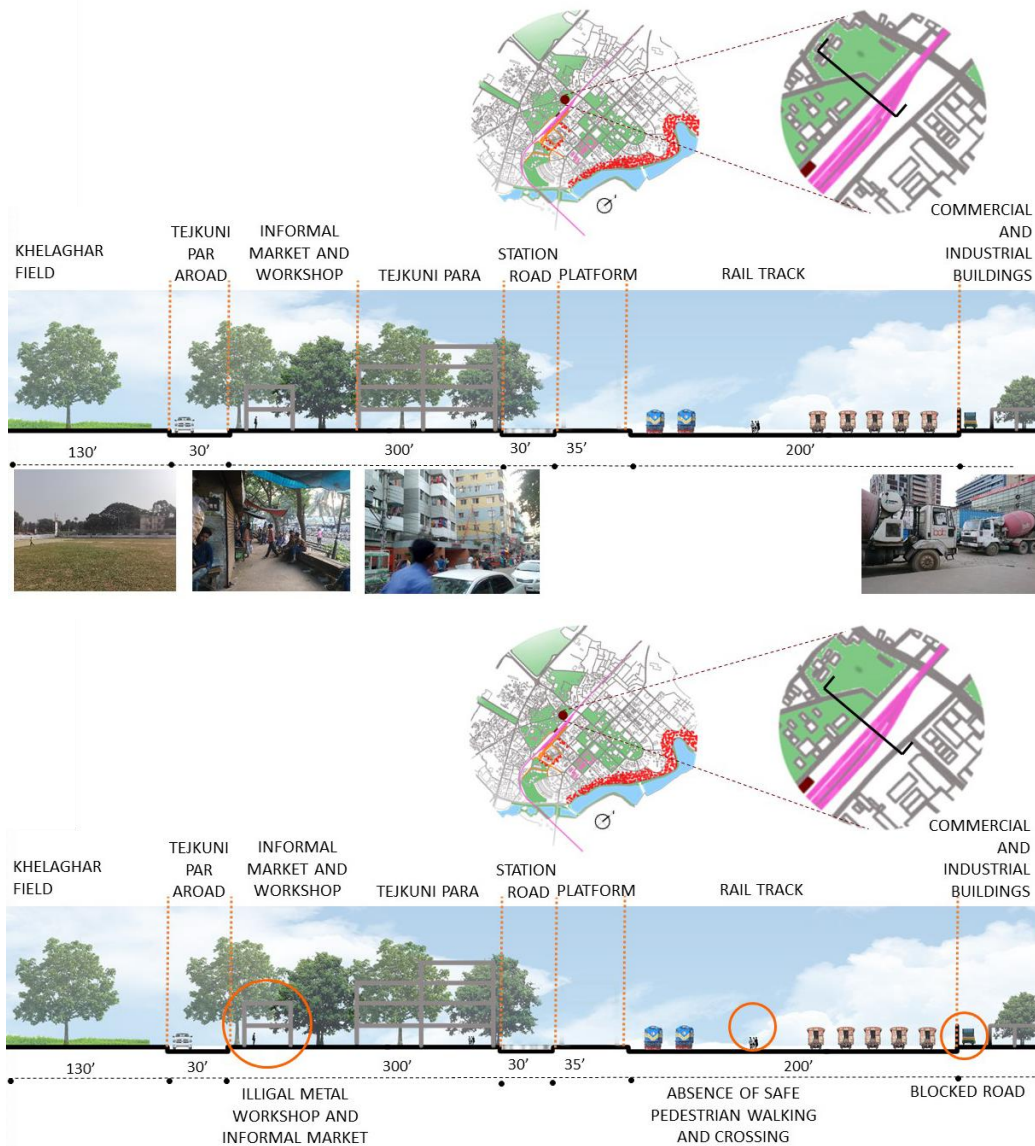 KHELAGHAR
FIELD
TEJKUNI
PAR
AROAD
INFORMAL
MARKET AND
WORKSHOP
TEJKUNI PARA
STATION
ROAD
PLATFORM
RAIL TRACK
COMMERCIAL
AND
INDUSTRIAL
BUILDINGS
130’
30’
300’
30’
35’
200’
KHELAGHAR
FIELD
TEJKUNI
PAR
AROAD
INFORMAL
MARKET AND
WORKSHOP
TEJKUNI PARA
STATION
ROAD
PLATFORM
RAIL TRACK
COMMERCIAL
AND
INDUSTRIAL
BUILDINGS
130’
30’
300’
30’
35’
200’
ILLIGAL METAL
WORKSHOP AND
INFORMAL MARKET
ABSENCE OF SAFE
PEDESTRIAN WALKING
AND CROSSING
BLOCKED ROAD